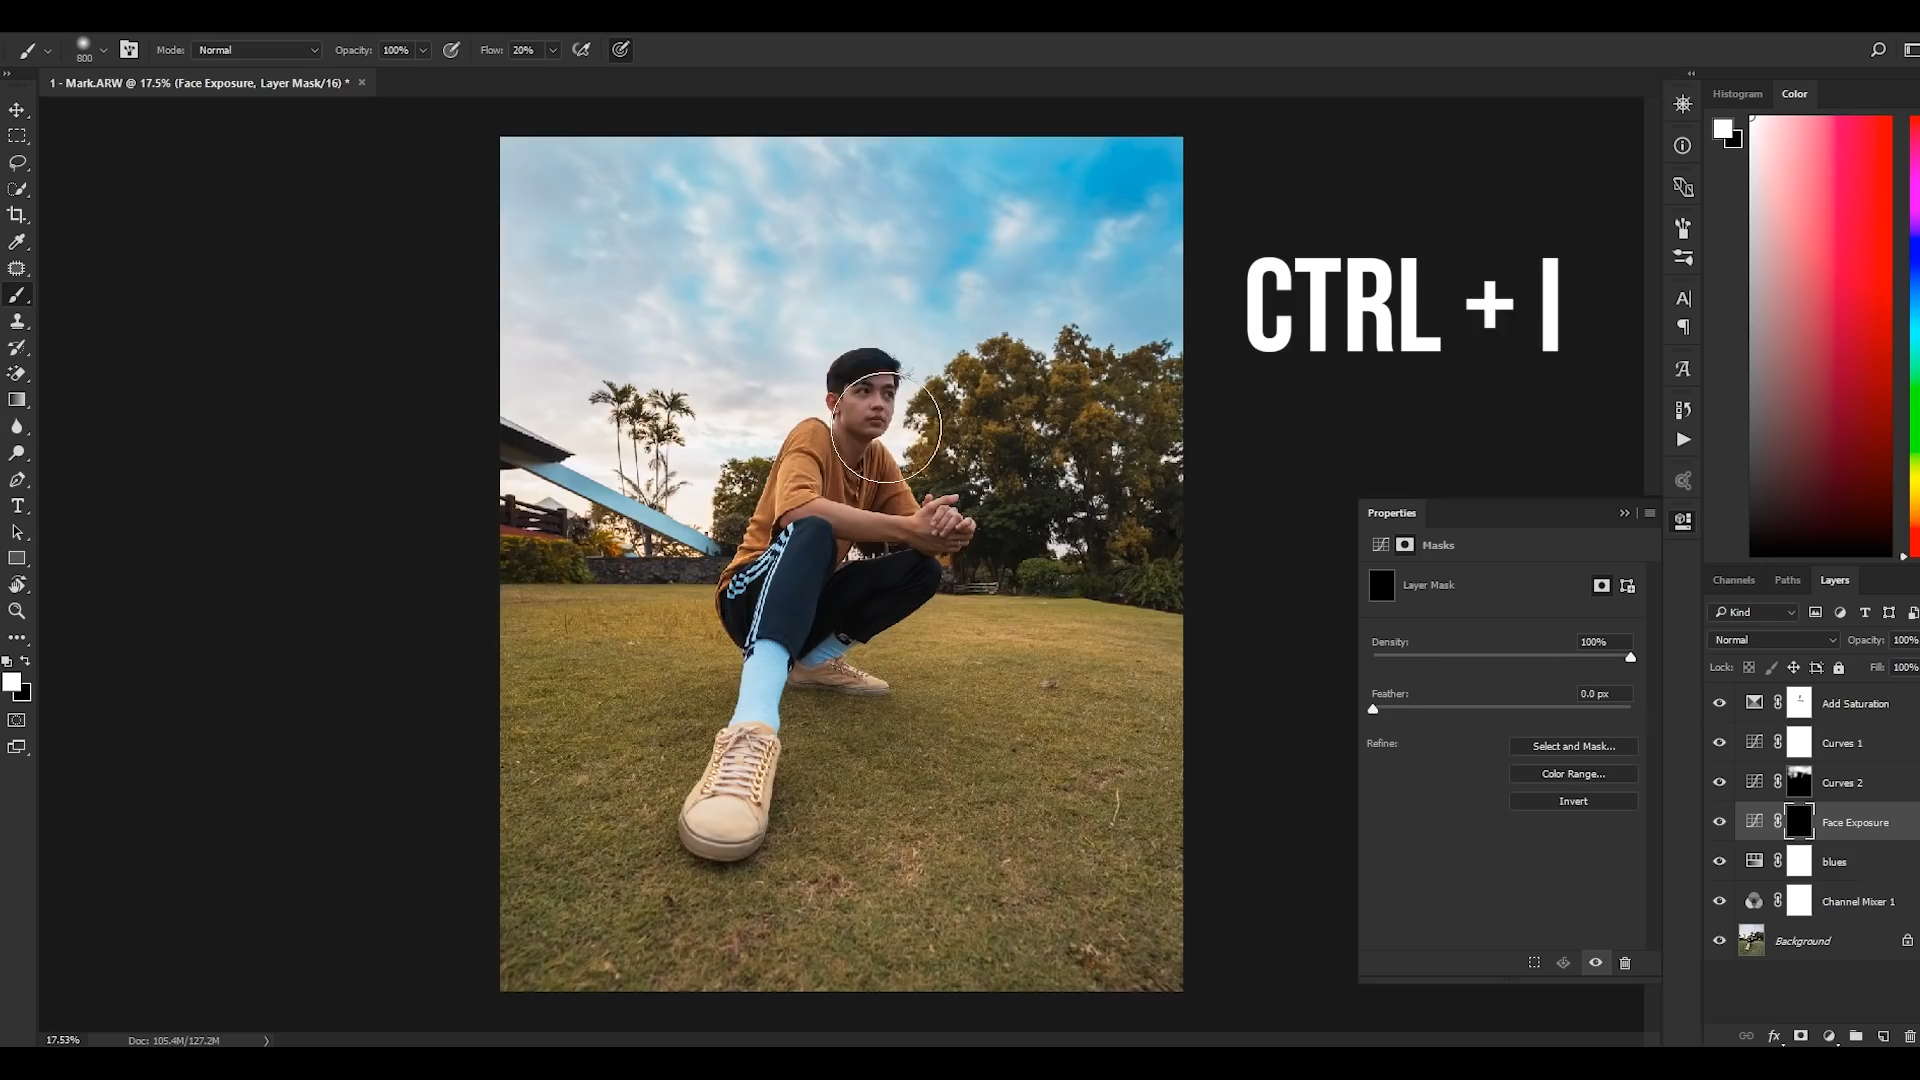 800
Mode: Normal
Opacity: 100%
Flow: 20%
1 - Mark.ARW @ 17.5% (Face Exposure, Layer Mask/16) *
Histogram
Color
CTRL + I
Properties
Masks
Layer Mask
Density: 100%
Feather: 0.0 px
Refine:
Select and Mask...
Color Range...
Invert
Channels
Paths
Layers
Kind
Normal
Opacity: 100%
Lock:
Fill: 100%
Add Saturation
Curves 1
Curves 2
Face Exposure
blues
Channel Mixer 1
Background
17.53%
Doc: 105.4M/127.2M